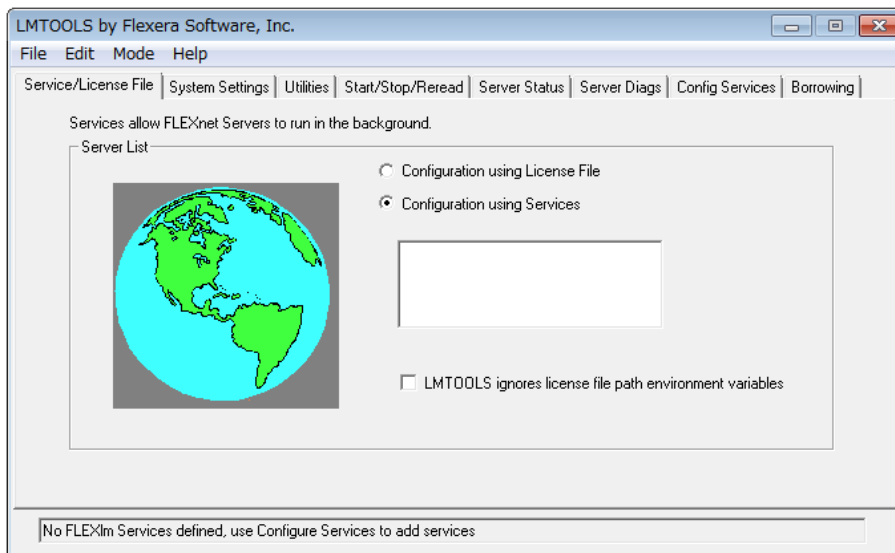 LMTOOLS by Flexera Software, Inc.
File Edit Mode Help
Service/License File System Settings Utilities Start/Stop/Reread Server Status Server Diags Config Services Borrowing
Services allow FLEXnet Servers to run in the background.
Server List
Configuration using License File
Configuration using Services
LMTOOLS ignores license file path environment variables
No FLEXlm Services defined, use Configure Services to add services